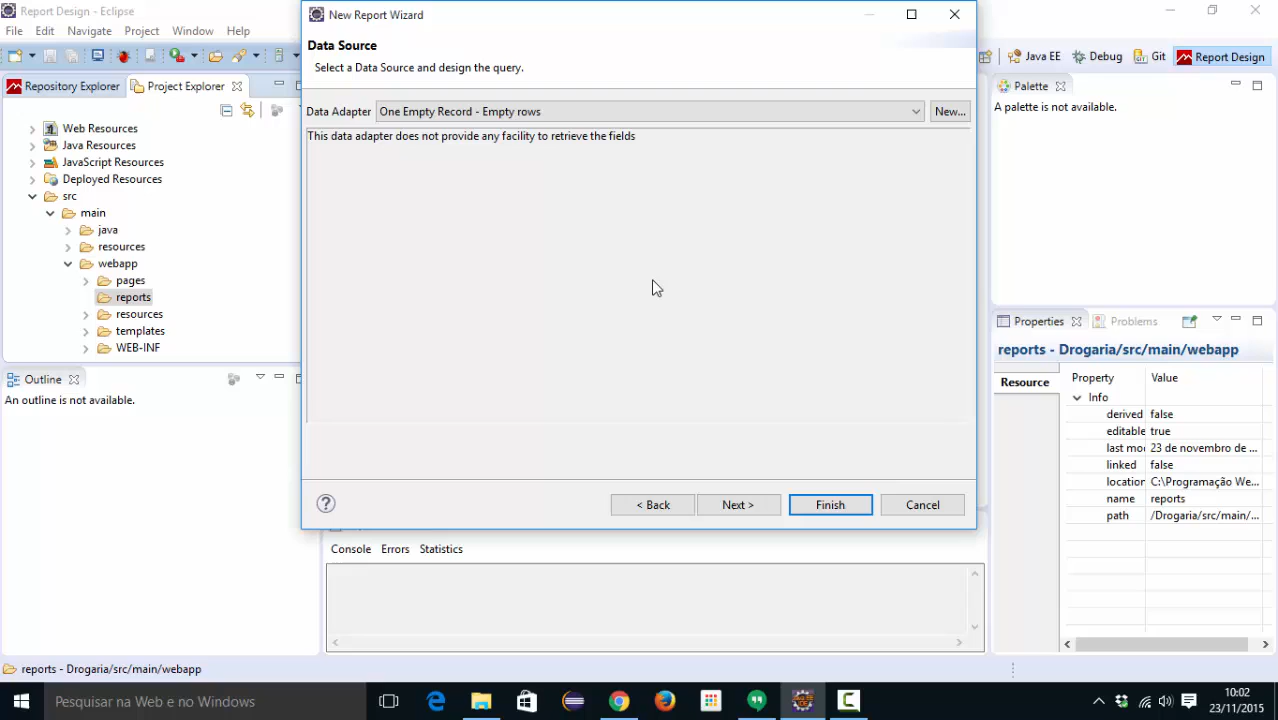 Report Design - Eclipse
File Edit Navigate Project Window Help
Java EE Debug Git Report Design
Repository Explorer Project Explorer
Web Resources
Java Resources
JavaScript Resources
Deployed Resources
src
main
java
resources
webapp
pages
reports
resources
templates
WEB-INF
Outline
An outline is not available.
New Report Wizard
Data Source
Select a Data Source and design the query.
Data Adapter One Empty Record - Empty rows New...
This data adapter does not provide any facility to retrieve the fields
< Back Next > Finish Cancel
Console Errors Statistics
Palette
A palette is not available.
Properties Problems
reports - Drogaria/src/main/webapp
Resource
Property Value
Info
derived false
editable true
last mo 23 de novembro de ...
linked false
location C:\Programação We...
name reports
path /Drogaria/src/main/...
reports - Drogaria/src/main/webapp
Pesquisar na Web e no Windows
10:02
23/11/2015